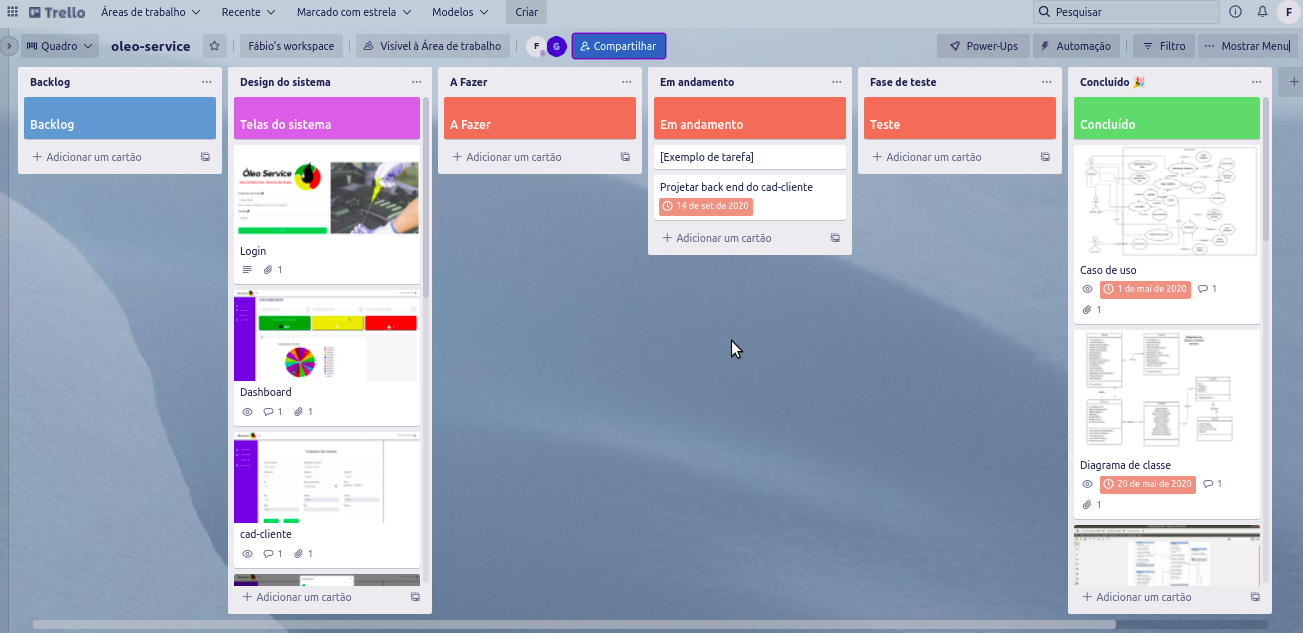 Trello
Áreas de trabalho
Recente
Marcado com estrela
Modelos
Criar
Pesquisar
F
Quadro
oleo-service
Fábio's workspace
Visível à Área de trabalho
F
G
Compartilhar
Power-Ups
Automação
Filtro
Mostrar Menu
Backlog
Backlog
Adicionar um cartão
Design do sistema
Telas do sistema
Óleo Service
Login
1
Dashboard
1
1
cad-cliente
1
1
Adicionar um cartão
A Fazer
A Fazer
Adicionar um cartão
Em andamento
Em andamento
[Exemplo de tarefa]
Projetar back end do cad-cliente
14 de set de 2020
Adicionar um cartão
Fase de teste
Teste
Adicionar um cartão
Concluído 🎉
Concluído
Caso de uso
1 de mai de 2020
1
1
Diagrama de classe
20 de mai de 2020
1
1
Adicionar um cartão